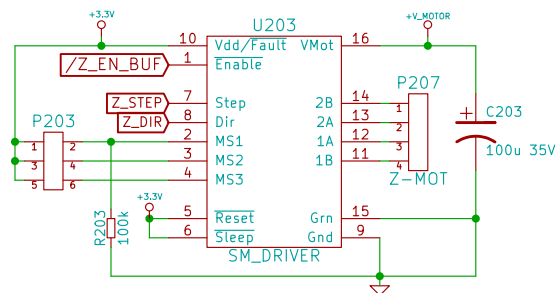 +3.3V
U203
+V_MOTOR
10 Vdd/Fault VMot 16
/Z_EN_BUF 1 Enable
P207
Z_STEP 7 Step 2B 14 1
Z_DIR 8 Dir 2A 13 2
C203
100u 35V
P203
1 2 2 MS1 1A 12 3
3 4 3 MS2 1B 11 4
5 6 4 MS3
Z-MOT
+3.3V
R203
100k
5 Reset Grn 15
6 Sleep Gnd 9
SM_DRIVER